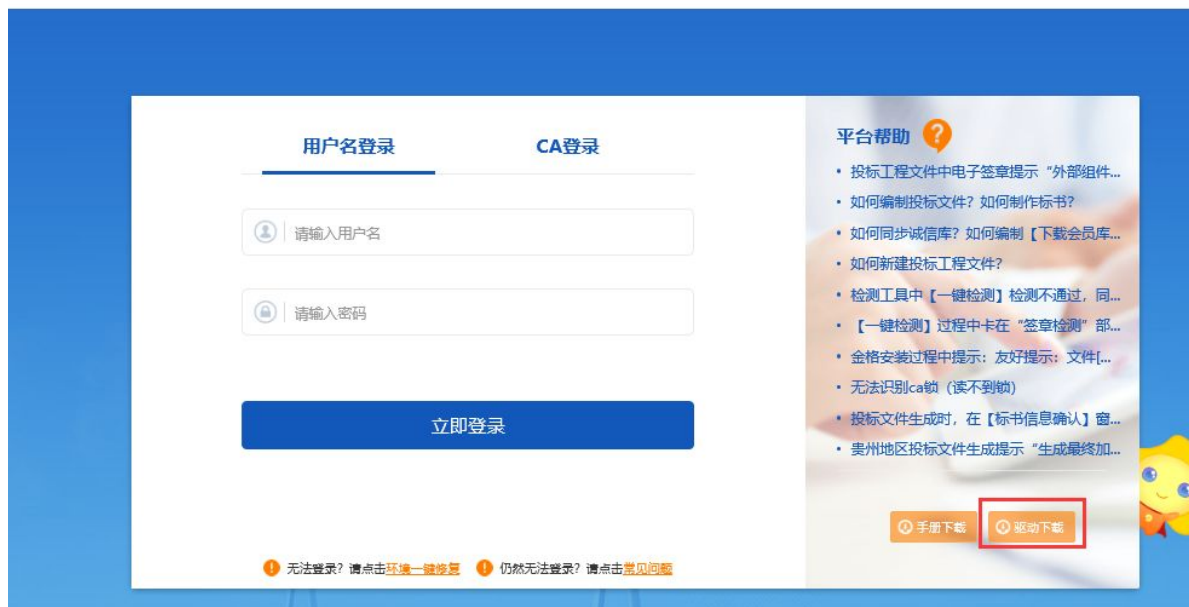 用户名登录
CA登录
请输入用户名
请输入密码
立即登录
无法登录？请点击环境一键修复
仍然无法登录？请点击常见问题
平台帮助
• 投标工程文件中电子签章提示“外部组件...
• 如何编制投标文件？如何制作标书？
• 如何同步诚信库？如何编制【下载会员库...
• 如何新建投标工程文件？
• 检测工具中【一键检测】检测不通过，同...
• 【一键检测】过程中卡在“签章检测”部...
• 金格安装过程中提示：友好提示：文件[...
• 无法识别ca锁（读不到锁）
• 投标文件生成时，在【标书信息确认】窗...
• 贵州地区投标文件生成提示“生成最终加...
手册下载
驱动下载